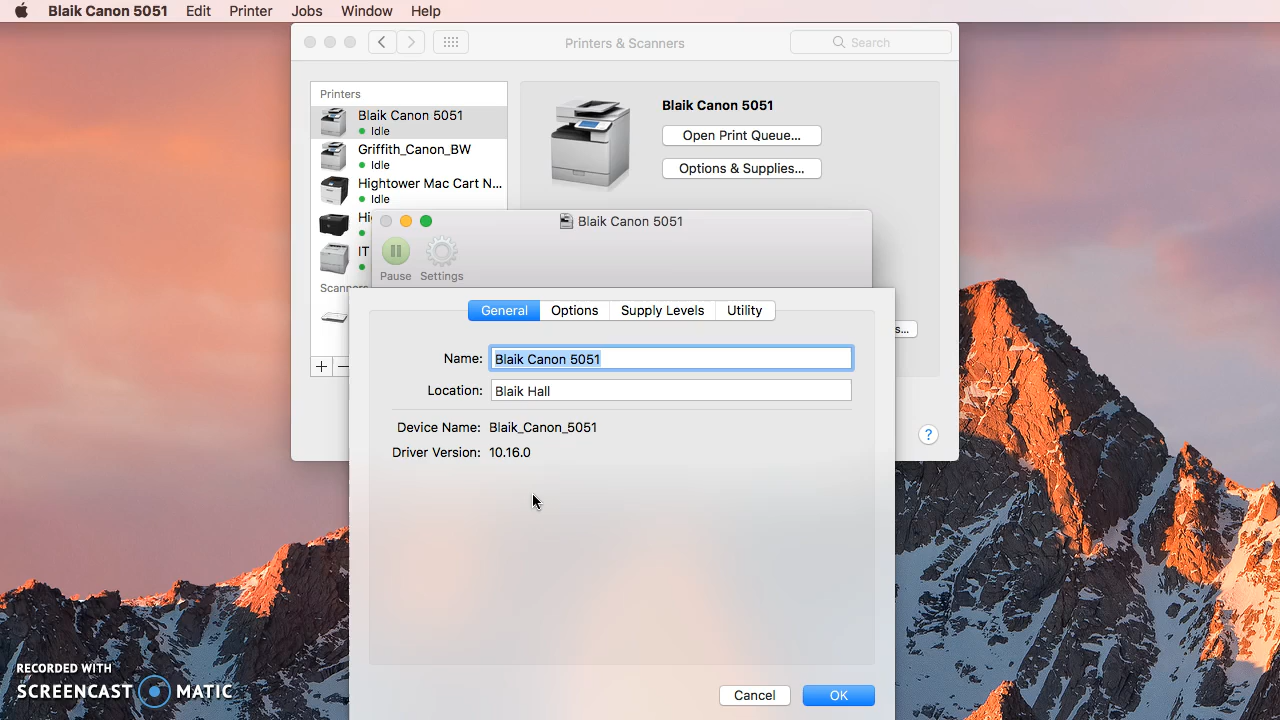 Blaik Canon 5051 Edit Printer Jobs Window Help
Printers & Scanners
Search
Printers
Blaik Canon 5051
Idle
Griffith_Canon_BW
Idle
Hightower Mac Cart N...
Idle
Hi
IT
Scann
Blaik Canon 5051
Open Print Queue...
Options & Supplies...
s...
?
Blaik Canon 5051
Pause Settings
General Options Supply Levels Utility
Name: Blaik Canon 5051
Location: Blaik Hall
Device Name: Blaik_Canon_5051
Driver Version: 10.16.0
Cancel OK
RECORDED WITH
SCREENCAST MATIC